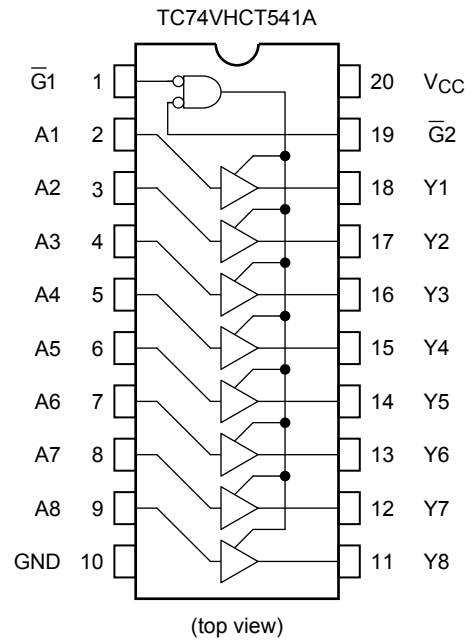 TC74VHCT541A
G̅1 1 20 VCC
A1 2 19 G̅2
A2 3 18 Y1
A3 4 17 Y2
A4 5 16 Y3
A5 6 15 Y4
A6 7 14 Y5
A7 8 13 Y6
A8 9 12 Y7
GND 10 11 Y8
(top view)